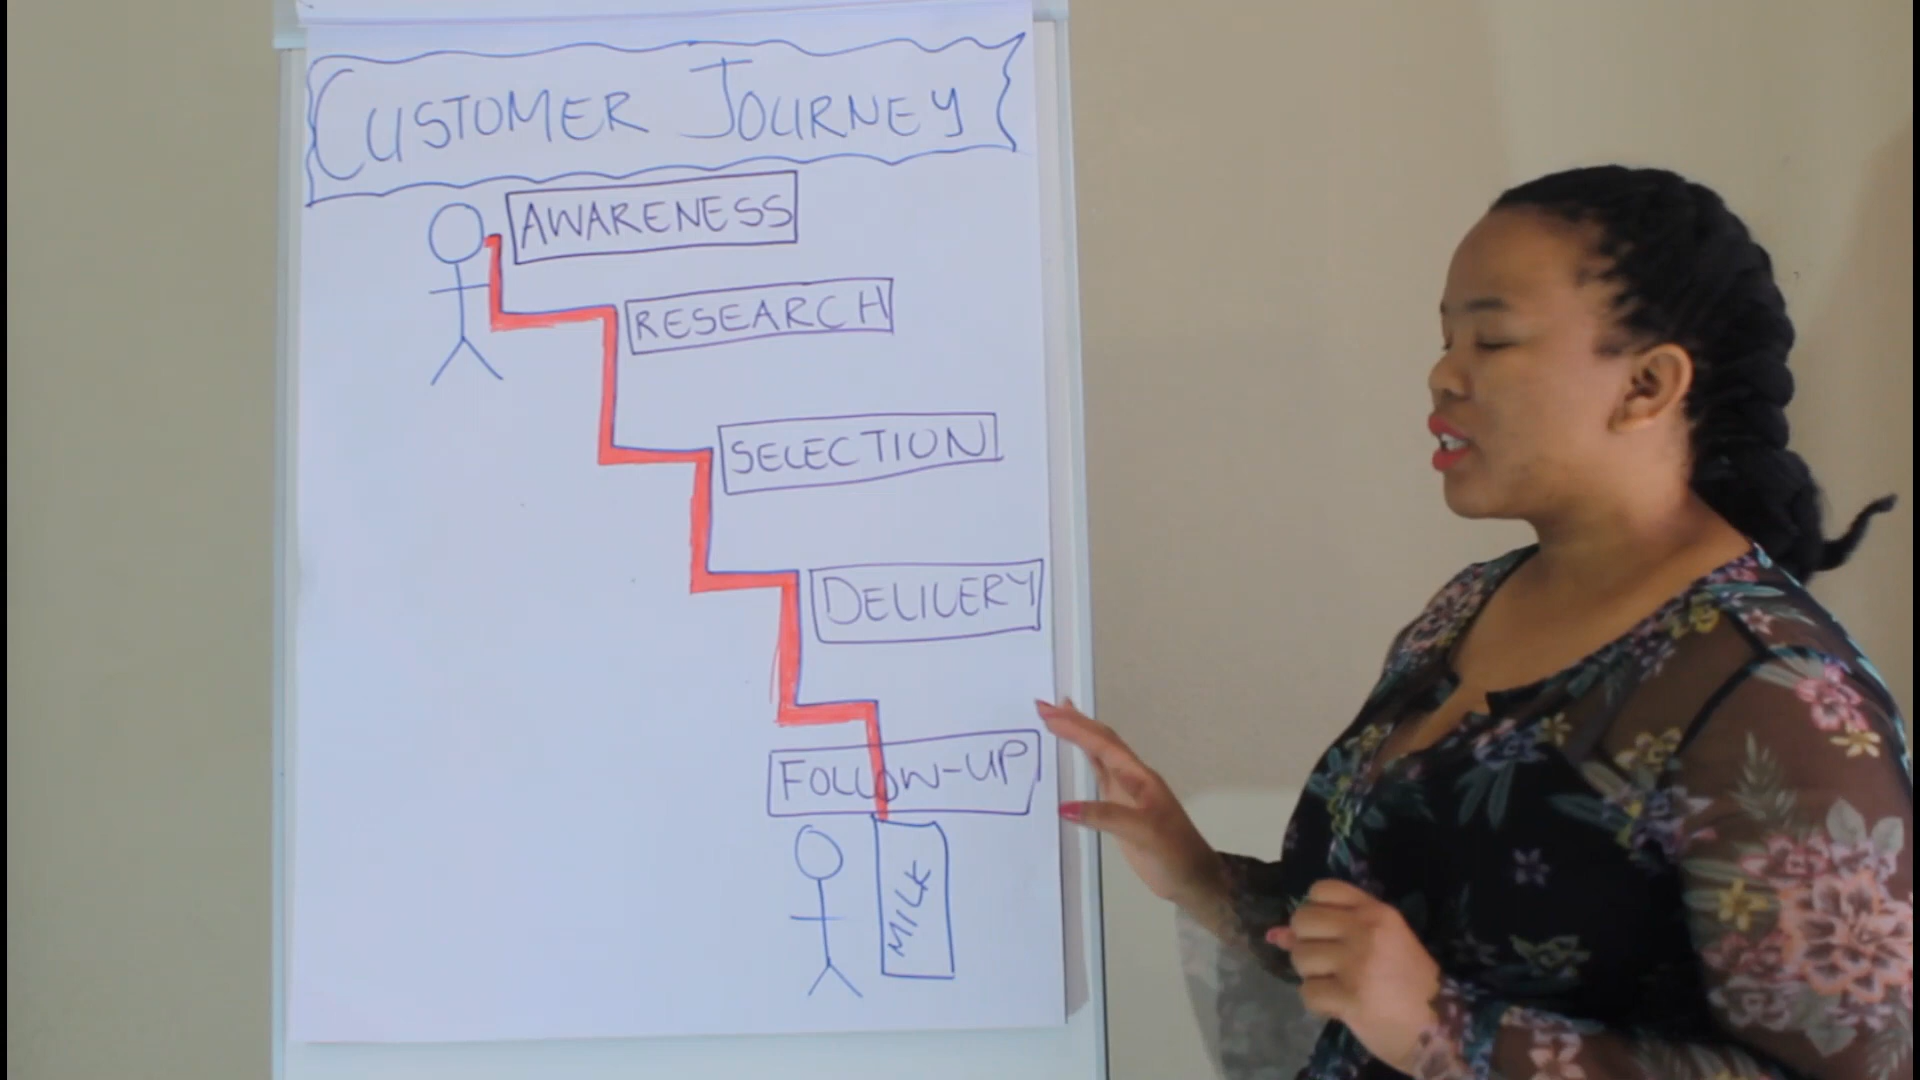 CUSTOMER JOURNEY
AWARENESS
RESEARCH
SELECTION
DELIVERY
FOLLOW-UP
MILK